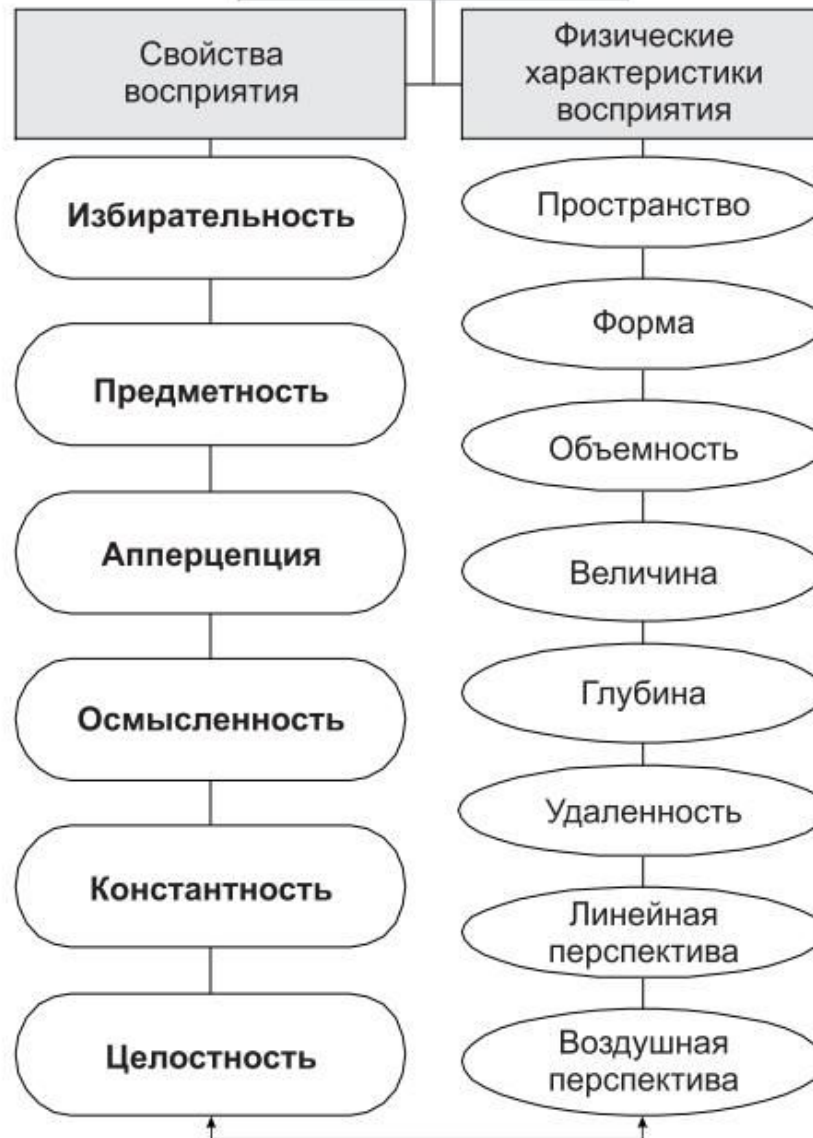 Свойства
восприятия
Избирательность
Предметность
Апперцепция
Осмысленность
Константность
Целостность
Физические
характеристики
восприятия
Пространство
Форма
Объемность
Величина
Глубина
Удаленность
Линейная
перспектива
Воздушная
перспектива